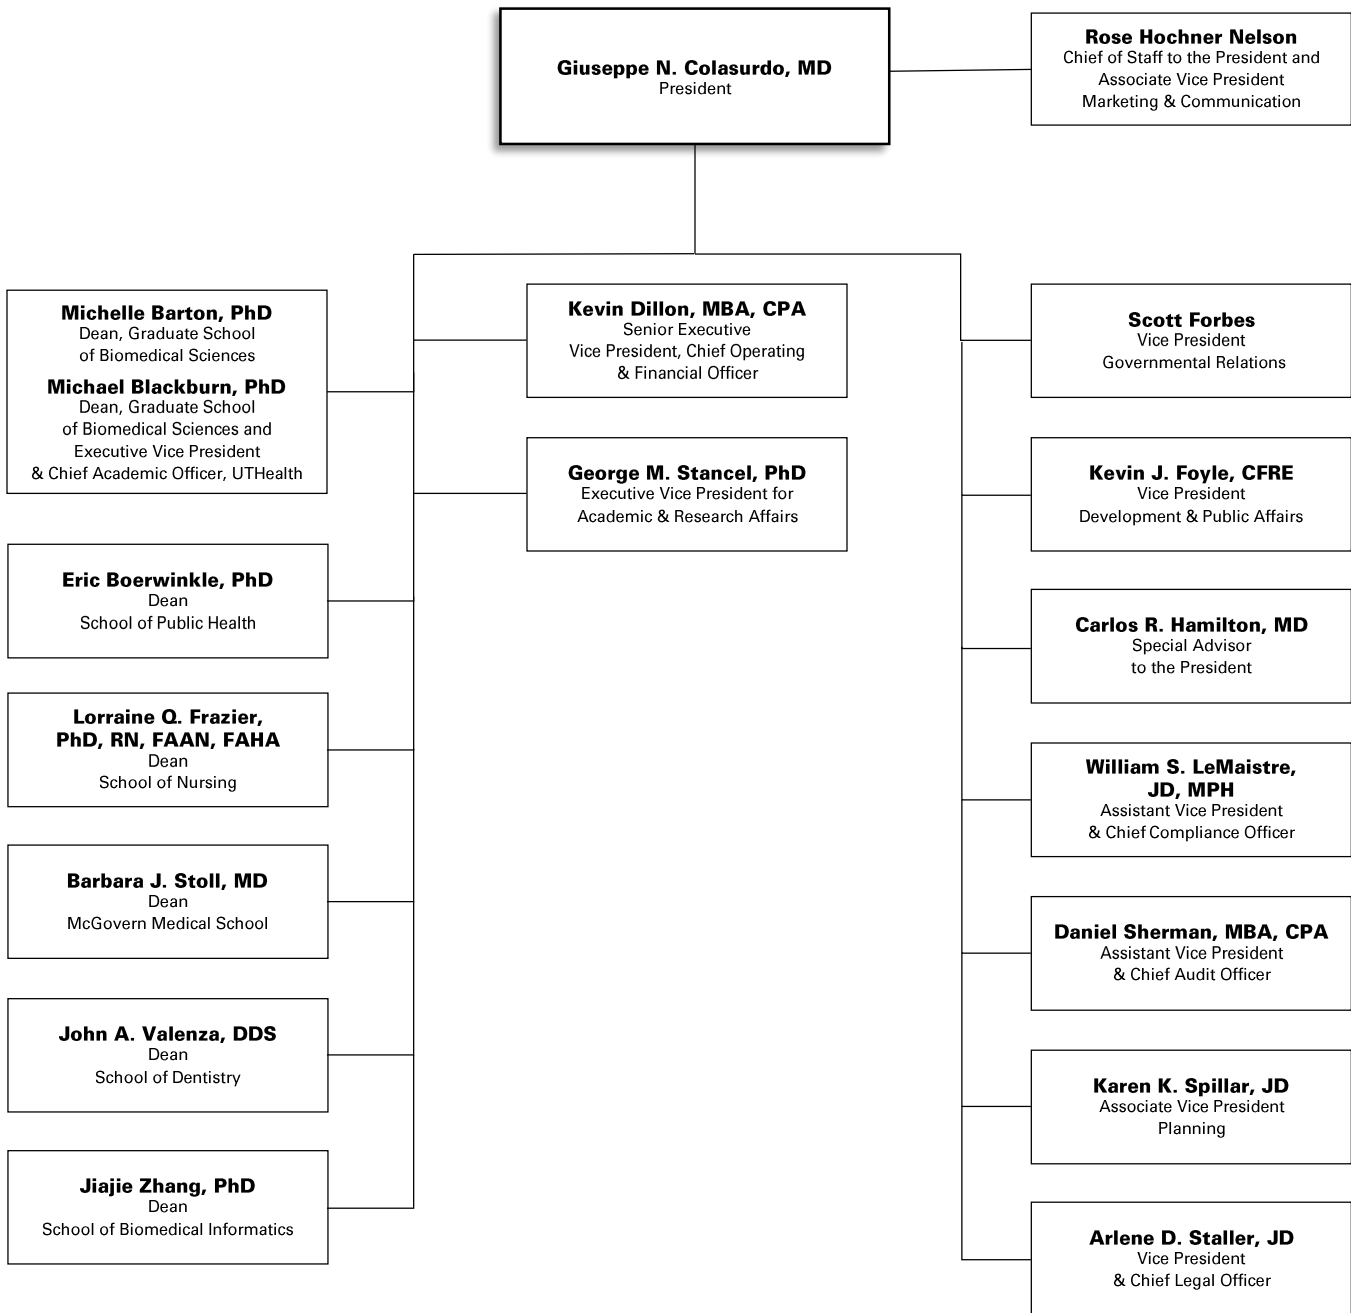 Giuseppe N. Colasurdo, MD
President
Rose Hochner Nelson
Chief of Staff to the President and
Associate Vice President
Marketing & Communication
Michelle Barton, PhD
Dean, Graduate School
of Biomedical Sciences
Michael Blackburn, PhD
Dean, Graduate School
of Biomedical Sciences and
Executive Vice President
& Chief Academic Officer, UTHealth
Eric Boerwinkle, PhD
Dean
School of Public Health
Lorraine Q. Frazier,
PhD, RN, FAAN, FAHA
Dean
School of Nursing
Barbara J. Stoll, MD
Dean
McGovern Medical School
John A. Valenza, DDS
Dean
School of Dentistry
Jiajie Zhang, PhD
Dean
School of Biomedical Informatics
Kevin Dillon, MBA, CPA
Senior Executive
Vice President, Chief Operating
& Financial Officer
George M. Stancel, PhD
Executive Vice President for
Academic & Research Affairs
Scott Forbes
Vice President
Governmental Relations
Kevin J. Foyle, CFRE
Vice President
Development & Public Affairs
Carlos R. Hamilton, MD
Special Advisor
to the President
William S. LeMaistre,
JD, MPH
Assistant Vice President
& Chief Compliance Officer
Daniel Sherman, MBA, CPA
Assistant Vice President
& Chief Audit Officer
Karen K. Spillar, JD
Associate Vice President
Planning
Arlene D. Staller, JD
Vice President
& Chief Legal Officer